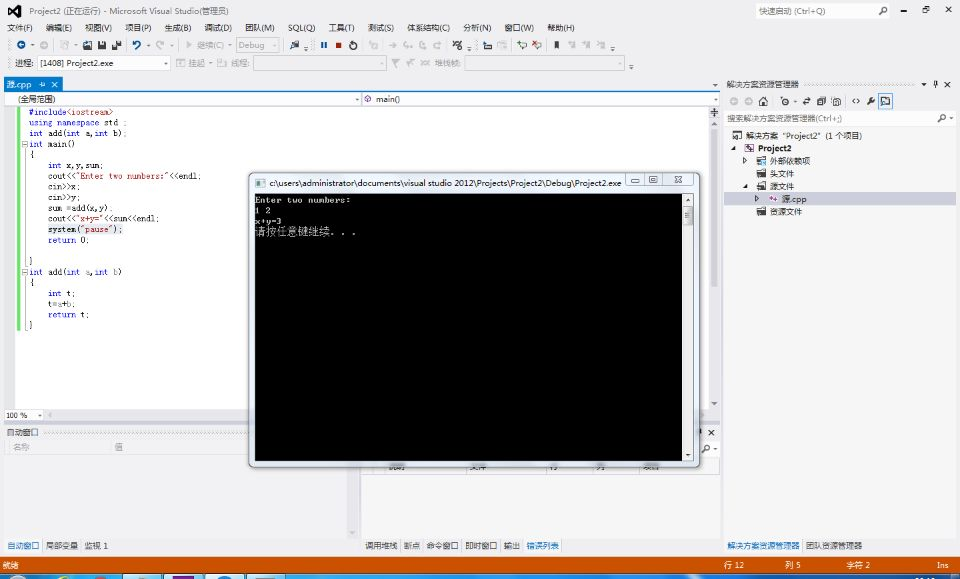 Project2 (正在运行) - Microsoft Visual Studio(管理员)
快速启动 (Ctrl+Q)
文件(F) 编辑(E) 视图(V) 项目(P) 生成(B) 调试(D) 团队(M) SQL(Q) 工具(T) 测试(S) 体系结构(C) 分析(N) 窗口(W) 帮助(H)
继续(C) Debug
进程: [1408] Project2.exe 挂起 线程: 堆栈帧:
源.cpp
(全局范围) main()
#include<iostream>
using namespace std ;
int add(int a,int b);
int main()
{
int x,y,sum;
cout<<"Enter two numbers:"<<endl;
cin>>x;
cin>>y;
sum =add(x,y);
cout<<"x+y="<<sum<<endl;
system("pause");
return 0;
}
int add(int a,int b)
{
int t;
t=a+b;
return t;
}
100 %
c:\users\administrator\documents\visual studio 2012\Projects\Project2\Debug\Project2.exe
Enter two numbers:
1 2
x+y=3
请按任意键继续. . .
解决方案资源管理器
搜索解决方案资源管理器(Ctrl+;)
解决方案 "Project2" (1 个项目)
Project2
外部依赖项
头文件
源文件
源.cpp
资源文件
自动窗口
名称 值
自动窗口 局部变量 监视 1
调用堆栈 断点 命令窗口 即时窗口 输出 错误列表
解决方案资源管理器 团队资源管理器
就绪 行 12 列 5 字符 2 Ins